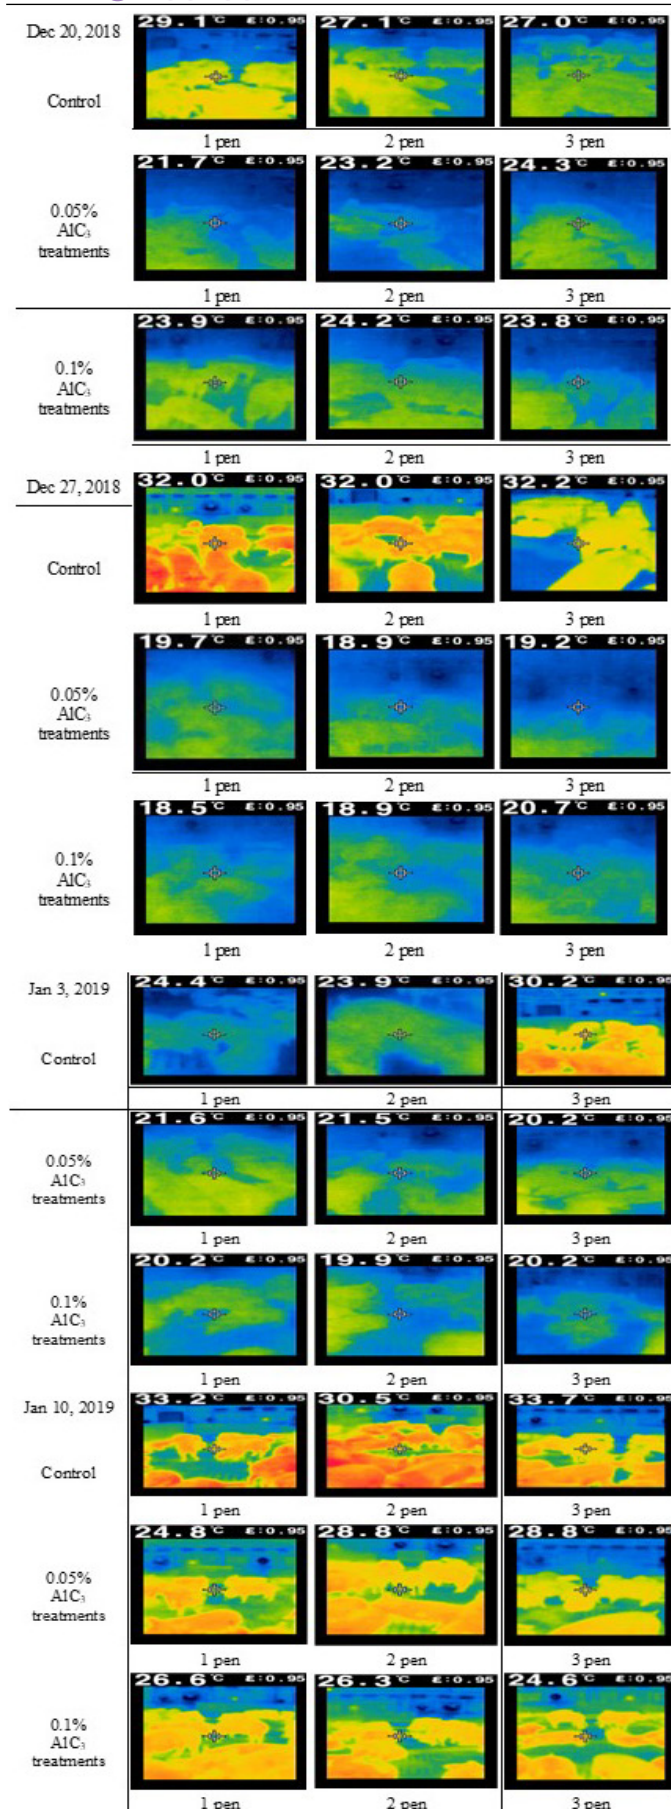 Dec 20, 2018
29.1°C ε:0.95 27.1°C ε:0.95 27.0°C ε:0.95
Control
1 pen 2 pen 3 pen
21.7°C ε:0.95 23.2°C ε:0.95 24.3°C ε:0.95
0.05%
AlC₃
treatments
1 pen 2 pen 3 pen
23.9°C ε:0.95 24.2°C ε:0.95 23.8°C ε:0.95
0.1%
AlC₃
treatments
1 pen 2 pen 3 pen
Dec 27, 2018
32.0°C ε:0.95 32.0°C ε:0.95 32.2°C ε:0.95
Control
1 pen 2 pen 3 pen
19.7°C ε:0.95 18.9°C ε:0.95 19.2°C ε:0.95
0.05%
AlC₃
treatments
1 pen 2 pen 3 pen
18.5°C ε:0.95 18.9°C ε:0.95 20.7°C ε:0.95
0.1%
AlC₃
treatments
1 pen 2 pen 3 pen
Jan 3, 2019
24.4°C ε:0.95 23.9°C ε:0.95 30.2°C ε:0.95
Control
1 pen 2 pen 3 pen
21.6°C ε:0.95 21.5°C ε:0.95 20.2°C ε:0.95
0.05%
AlC₃
treatments
1 pen 2 pen 3 pen
20.2°C ε:0.95 19.9°C ε:0.95 20.2°C ε:0.95
0.1%
AlC₃
treatments
1 pen 2 pen 3 pen
Jan 10, 2019
33.2°C ε:0.95 30.5°C ε:0.95 33.7°C ε:0.95
Control
1 pen 2 pen 3 pen
24.8°C ε:0.95 28.8°C ε:0.95 28.8°C ε:0.95
0.05%
AlC₃
treatments
1 pen 2 pen 3 pen
26.6°C ε:0.95 26.3°C ε:0.95 24.6°C ε:0.95
0.1%
AlC₃
treatments
1 pen 2 pen 3 pen